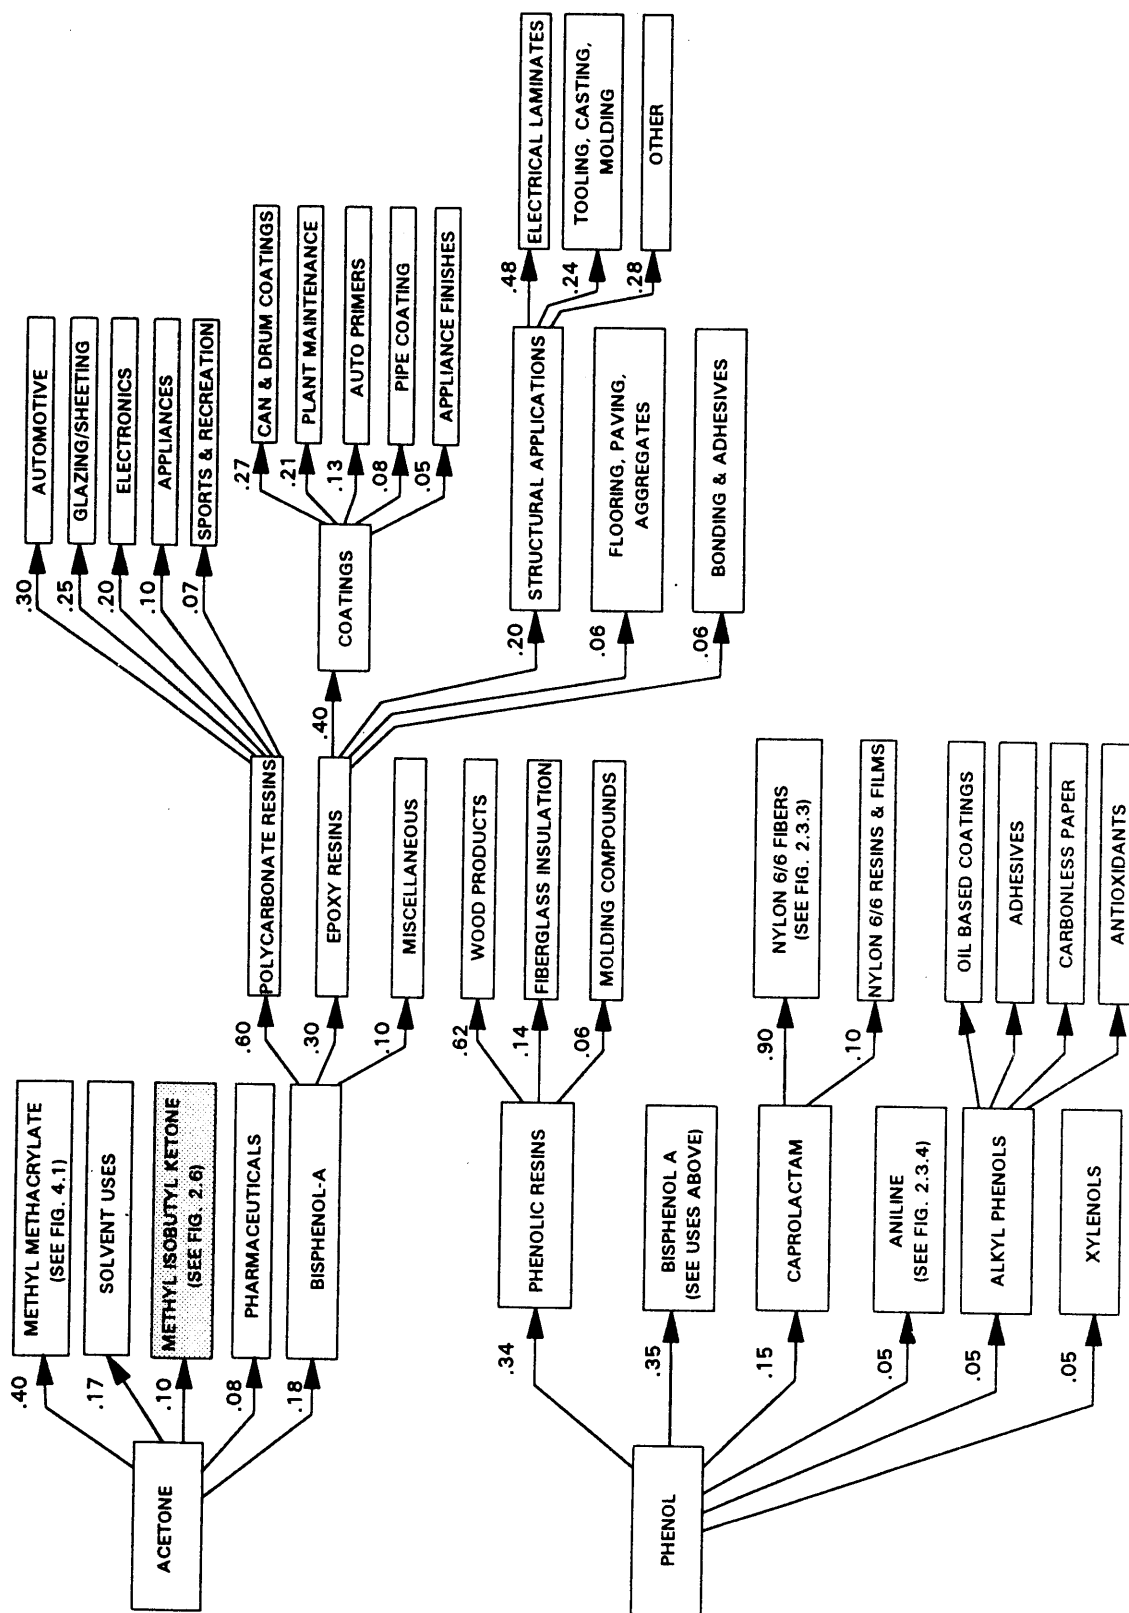 ACETONE
.40
METHYL METHACRYLATE
(SEE FIG. 4.1)
.17
SOLVENT USES
.10
METHYL ISOBUTYL KETONE
(SEE FIG. 2.6)
.08
PHARMACEUTICALS
.18
BISPHENOL-A
.60
POLYCARBONATE RESINS
.30
AUTOMOTIVE
.25
GLAZING/SHEETING
.20
ELECTRONICS
.10
APPLIANCES
.07
SPORTS & RECREATION
.30
EPOXY RESINS
.40
COATINGS
.27
CAN & DRUM COATINGS
.21
PLANT MAINTENANCE
.13
AUTO PRIMERS
.08
PIPE COATING
.05
APPLIANCE FINISHES
.20
STRUCTURAL APPLICATIONS
.48
ELECTRICAL LAMINATES
.24
TOOLING, CASTING,
MOLDING
.28
OTHER
.06
FLOORING, PAVING,
AGGREGATES
.06
BONDING & ADHESIVES
.10
MISCELLANEOUS
PHENOL
.34
PHENOLIC RESINS
.62
WOOD PRODUCTS
.14
FIBERGLASS INSULATION
.06
MOLDING COMPOUNDS
.35
BISPHENOL A
(SEE USES ABOVE)
.15
CAPROLACTAM
.90
NYLON 6/6 FIBERS
(SEE FIG. 2.3.3)
.10
NYLON 6/6 RESINS & FILMS
.05
ANILINE
(SEE FIG. 2.3.4)
.05
ALKYL PHENOLS
OIL BASED COATINGS
ADHESIVES
CARBONLESS PAPER
ANTIOXIDANTS
.05
XYLENOLS